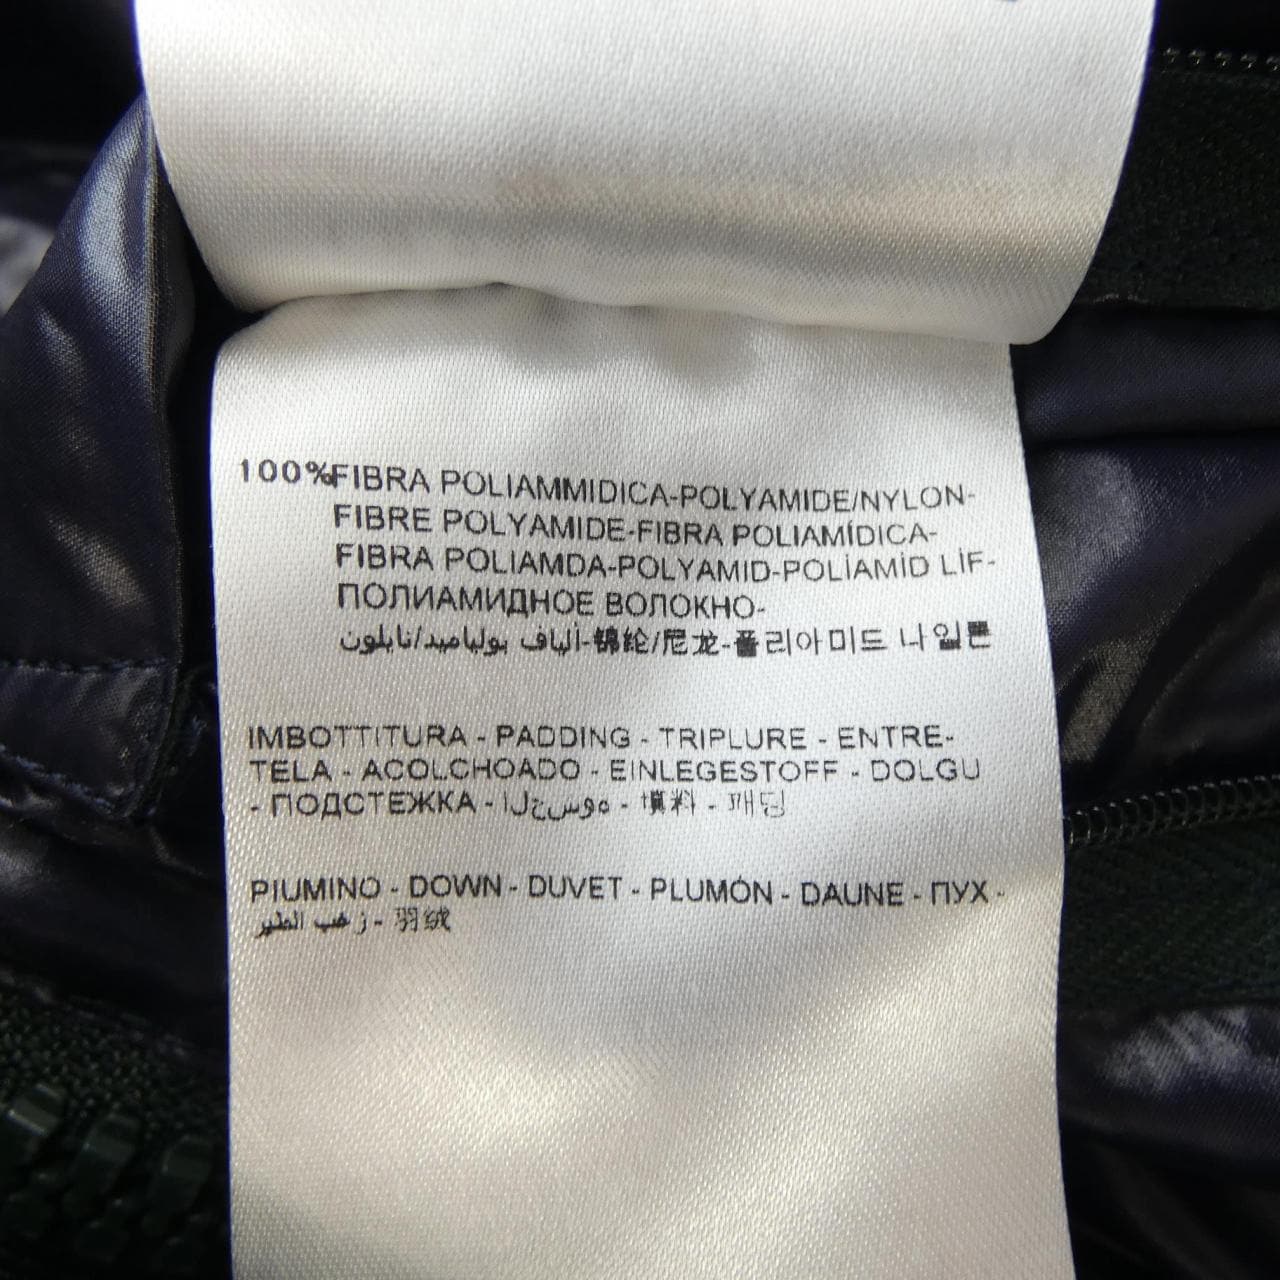 100%FIBRA POLIAMMIDICA-POLYAMIDE/NYLON-
FIBRE POLYAMIDE-FIBRA POLIAMÍDICA-
FIBRA POLIAMDA-POLYAMID-POLİAMİD LİF-
ПОЛИАМИДНОЕ ВОЛОКНО-
ألياف بولياميد/نايلون-锦纶/尼龙-폴리아미드 나일론
IMBOTTITURA - PADDING - TRIPLURE - ENTRE-
TELA - ACOLCHOADO - EINLEGESTOFF - DOLGU
- ПОДСТЕЖКА - الحسوه - 填料 - 패딩
PIUMINO - DOWN - DUVET - PLUMÓN - DAUNE - ПУХ -
زغب الطير - 羽绒